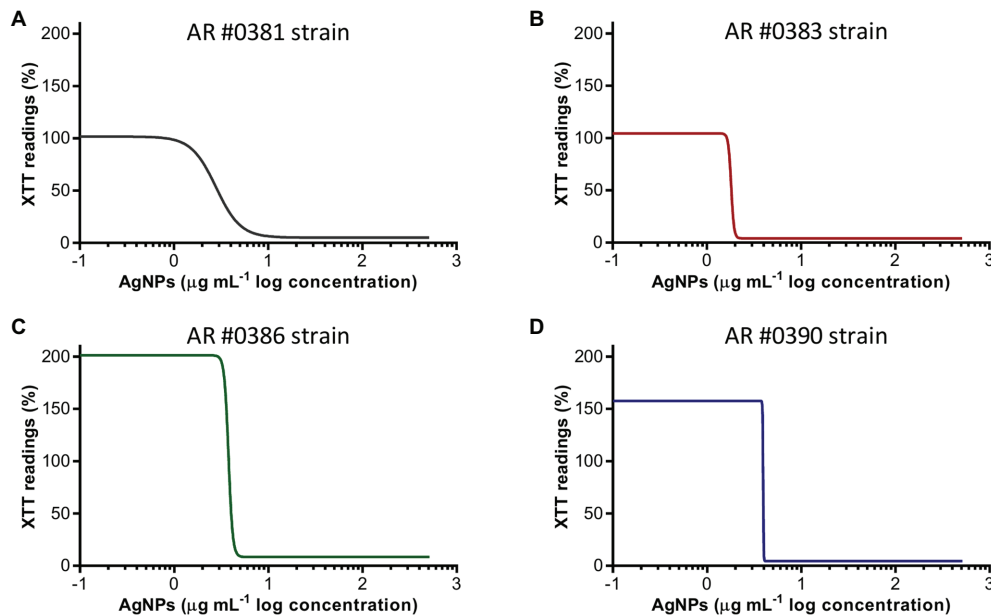 A
AR #0381 strain
200
150
100
50
0
XTT readings (%)
-1 0 1 2 3
AgNPs (µg mL⁻¹ log concentration)
B
AR #0383 strain
200
150
100
50
0
XTT readings (%)
-1 0 1 2 3
AgNPs (µg mL⁻¹ log concentration)
C
AR #0386 strain
200
150
100
50
0
XTT readings (%)
-1 0 1 2 3
AgNPs (µg mL⁻¹ log concentration)
D
AR #0390 strain
200
150
100
50
0
XTT readings (%)
-1 0 1 2 3
AgNPs (µg mL⁻¹ log concentration)